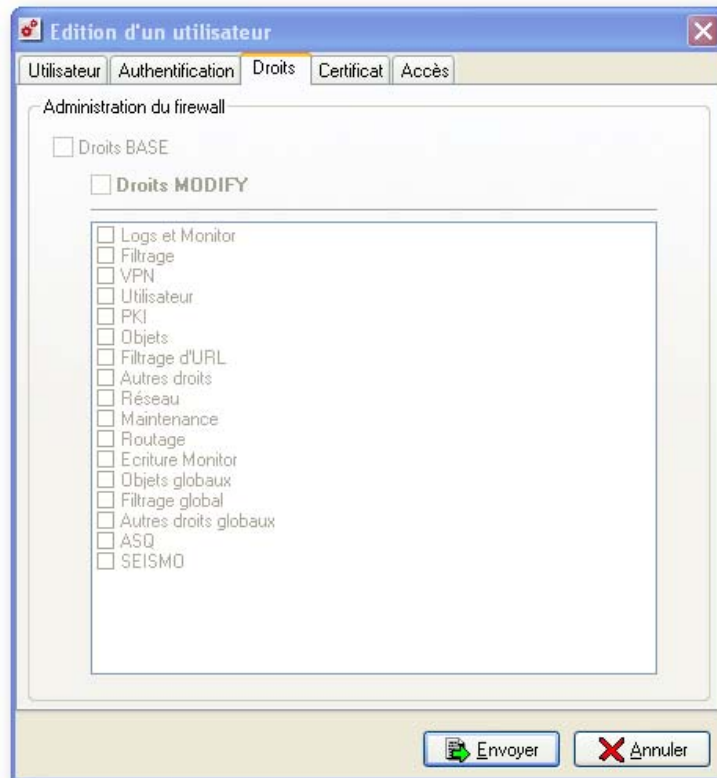 Edition d'un utilisateur
Utilisateur Authentification Droits Certificat Accès
Administration du firewall
Droits BASE
Droits MODIFY
Logs et Monitor
Filtrage
VPN
Utilisateur
PKI
Objets
Filtrage d'URL
Autres droits
Réseau
Maintenance
Routage
Ecriture Monitor
Objets globaux
Filtrage global
Autres droits globaux
ASQ
SEISMO
Envoyer Annuler